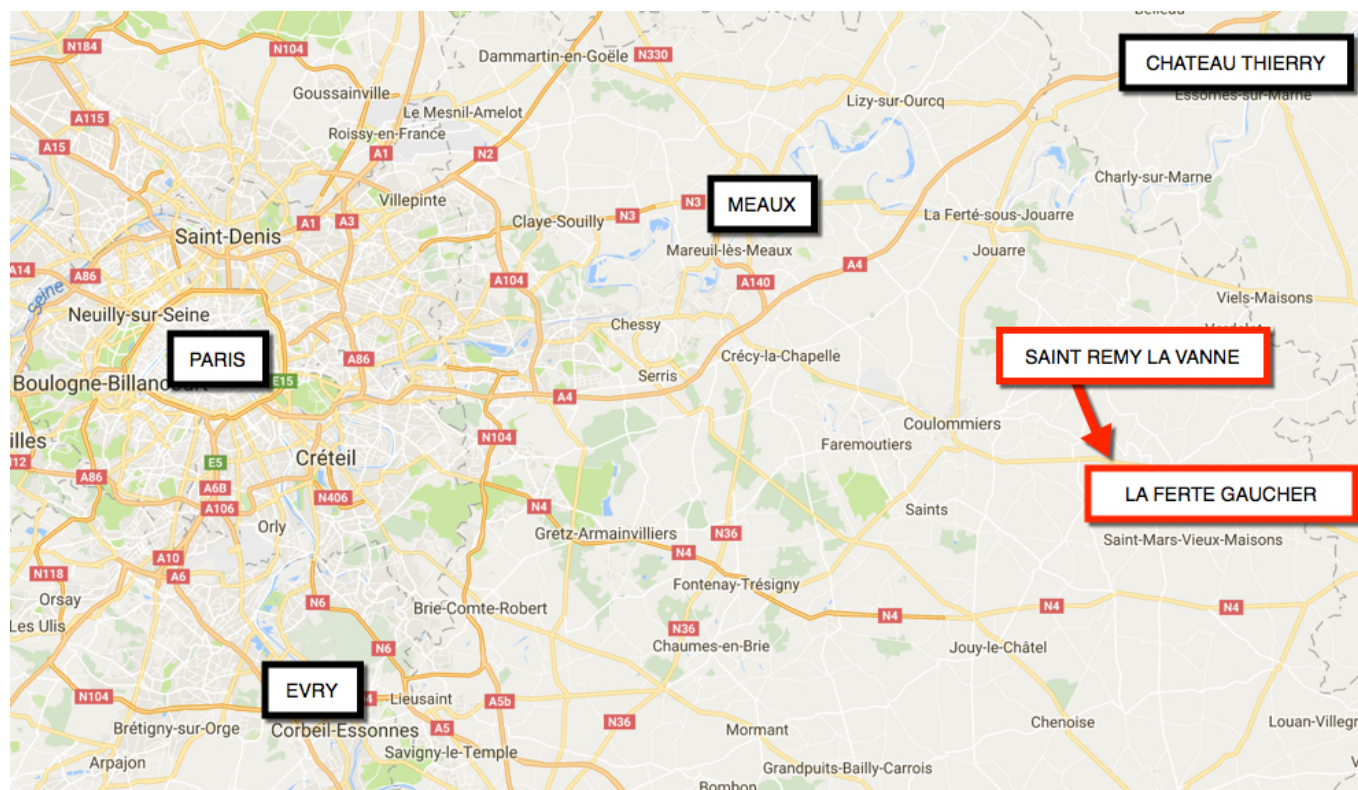 Belleau
N184
N104
Dammartin-en-Goële
N330
CHATEAU THIERRY
Goussainville
Lizy-sur-Ourcq
Essômes-sur-Marne
A115
Le Mesnil-Amelot
Roissy-en-France
A15
A1
N2
Charly-sur-Marne
Villepinte
N3
MEAUX
A1
A3
Claye-Souilly
N3
La Ferté-sous-Jouarre
Saint-Denis
Mareuil-lès-Meaux
Jouarre
A14
A86
A104
A140
A4
seine
Viels-Maisons
Neuilly-sur-Seine
Chessy
Verdelot
PARIS
A86
Crécy-la-Chapelle
SAINT REMY LA VANNE
Boulogne-Billancourt
E15
Serris
A4
Coulommiers
illes
N104
Faremoutiers
Créteil
E5
N12
A86
A6B
N406
LA FERTE GAUCHER
A106
N4
Saints
Orly
Gretz-Armainvilliers
N36
Saint-Mars-Vieux-Maisons
A10
N4
N118
A6
Fontenay-Trésigny
Orsay
N6
Brie-Comte-Robert
N4
N4
N4
Les Ulis
N36
N6
Chaumes-en-Brie
Jouy-le-Châtel
EVRY
N104
Lieusaint
A5b
Brétigny-sur-Orge
Corbeil-Essonnes
A5
N36
Mormant
Chenoise
Louan-Villegr
Savigny-le-Temple
Arpajon
Grandpuits-Bailly-Carrois
Bombon